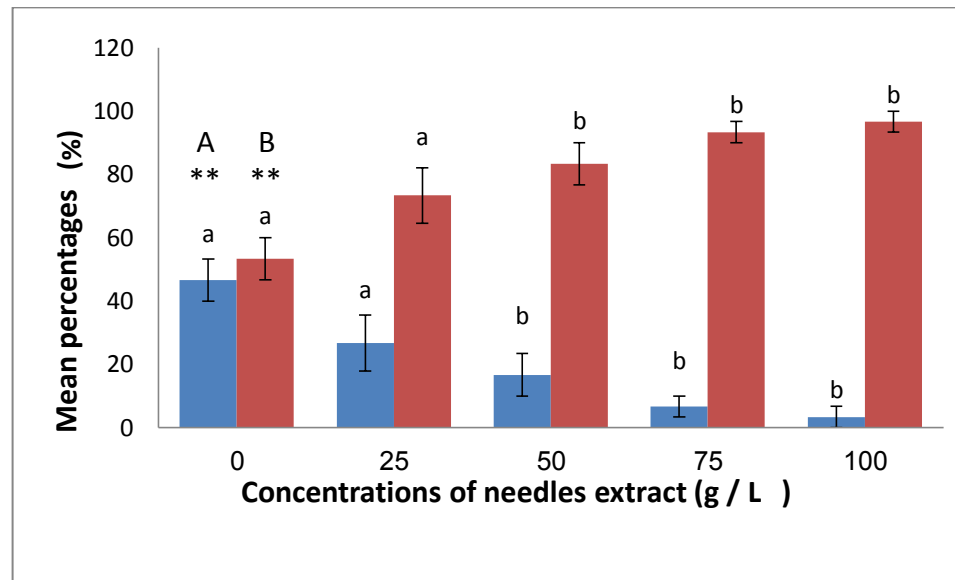 Mean percentages (%)
120
100
80
60
40
20
0
A B
** **
a a
a a
b b
b b
b b
0 25 50 75 100
Concentrations of needles extract (g / L )